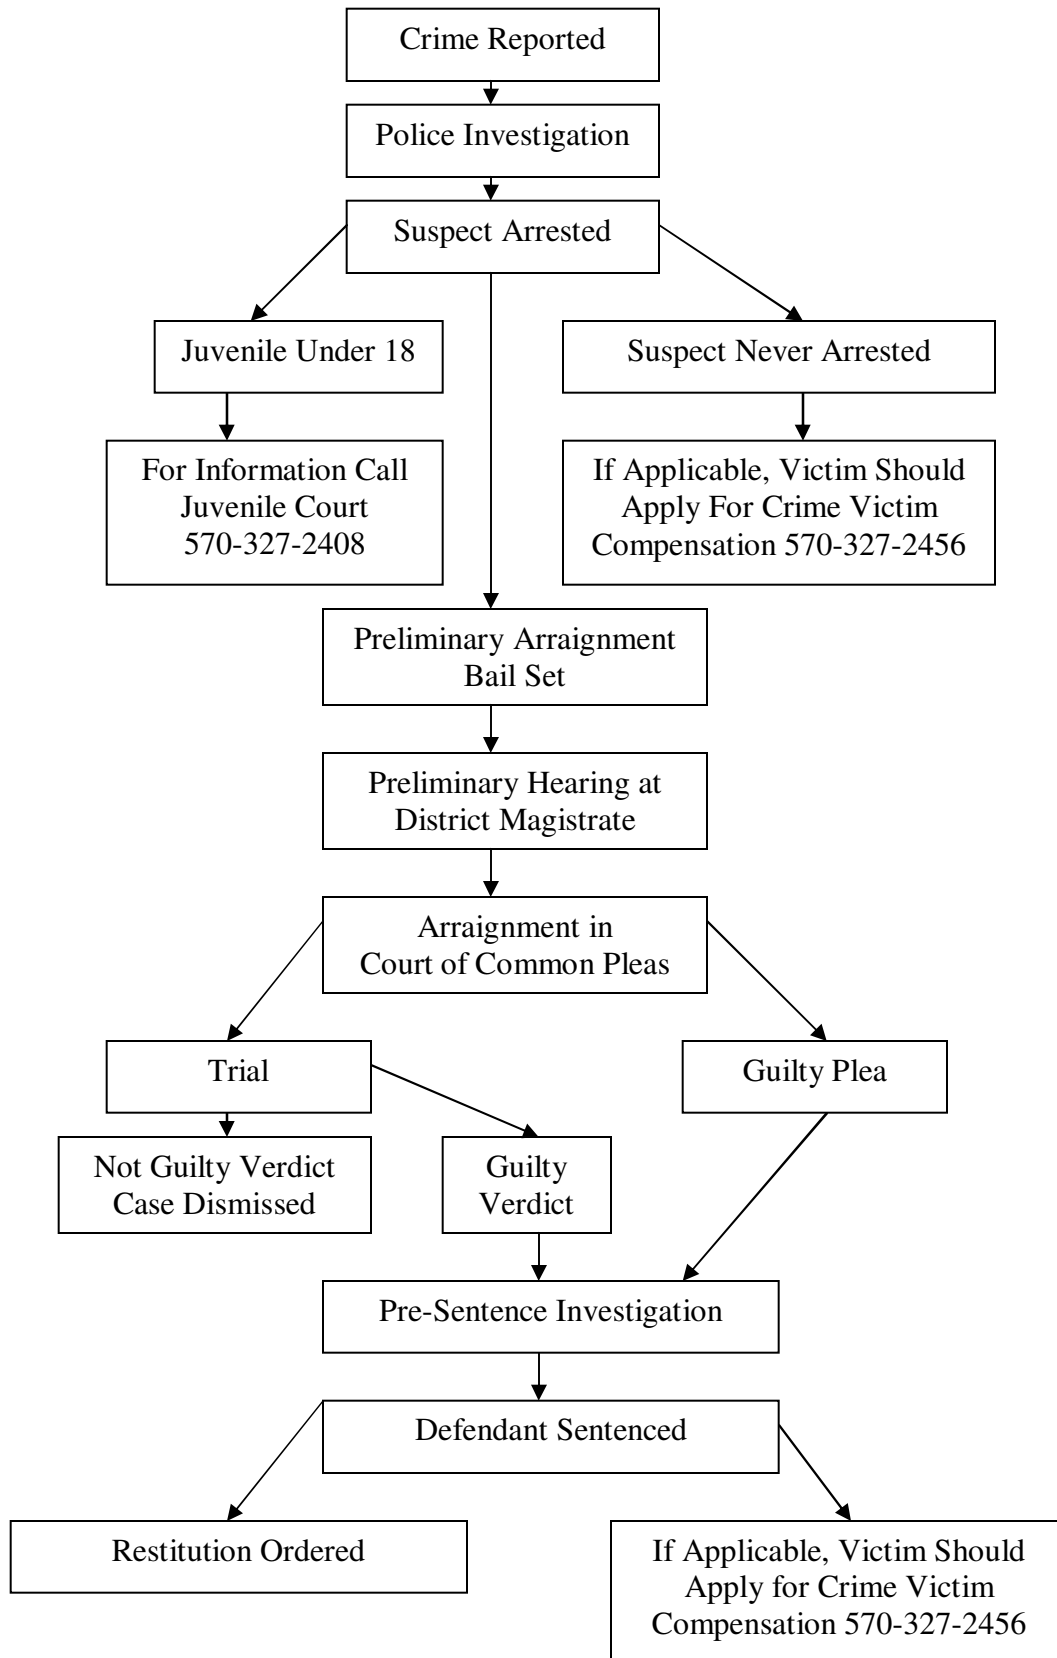 Crime Reported
Police Investigation
Suspect Arrested
Juvenile Under 18
Suspect Never Arrested
For Information Call
Juvenile Court
570-327-2408
If Applicable, Victim Should
Apply For Crime Victim
Compensation 570-327-2456
Preliminary Arraignment
Bail Set
Preliminary Hearing at
District Magistrate
Arraignment in
Court of Common Pleas
Trial
Guilty Plea
Not Guilty Verdict
Case Dismissed
Guilty
Verdict
Pre-Sentence Investigation
Defendant Sentenced
Restitution Ordered
If Applicable, Victim Should
Apply for Crime Victim
Compensation 570-327-2456